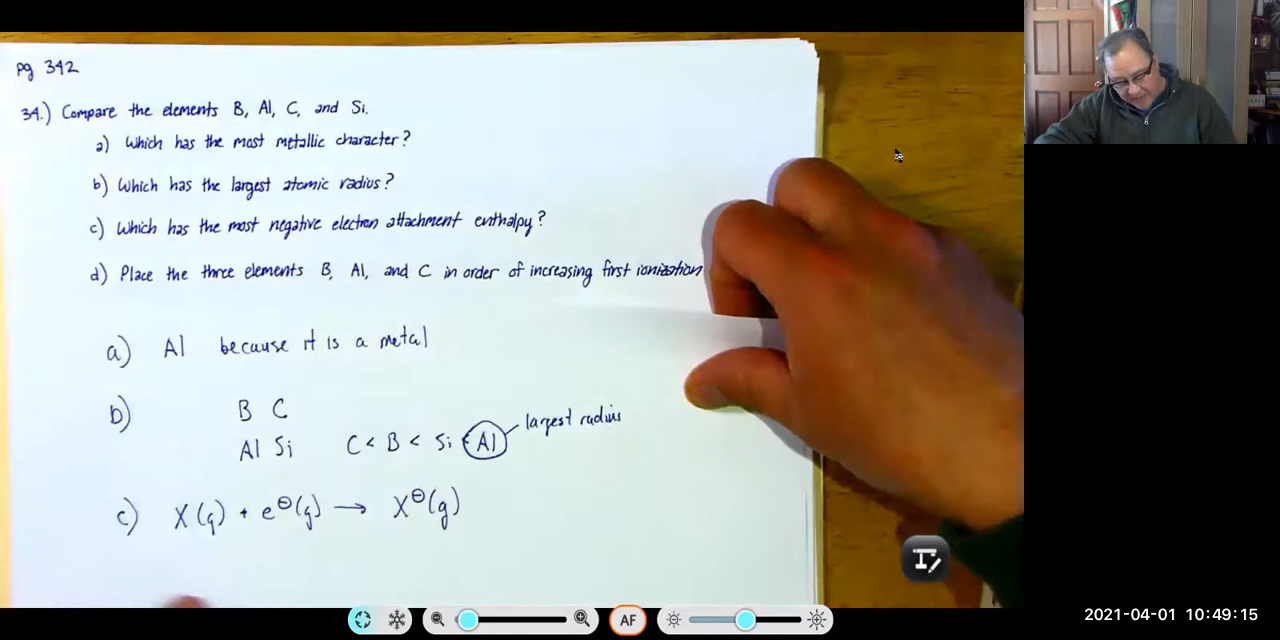 pg 342
34.) Compare the elements B, Al, C, and Si.
a) Which has the most metallic character?
b) Which has the largest atomic radius?
c) Which has the most negative electron attachment enthalpy?
d) Place the three elements B, Al, and C in order of increasing first ionization
a) Al because it is a metal
b) B C
Al Si C < B < Si < Al largest radius
c) X(g) + e⊖(g) → X⊖(g)
AF
2021-04-01 10:49:15